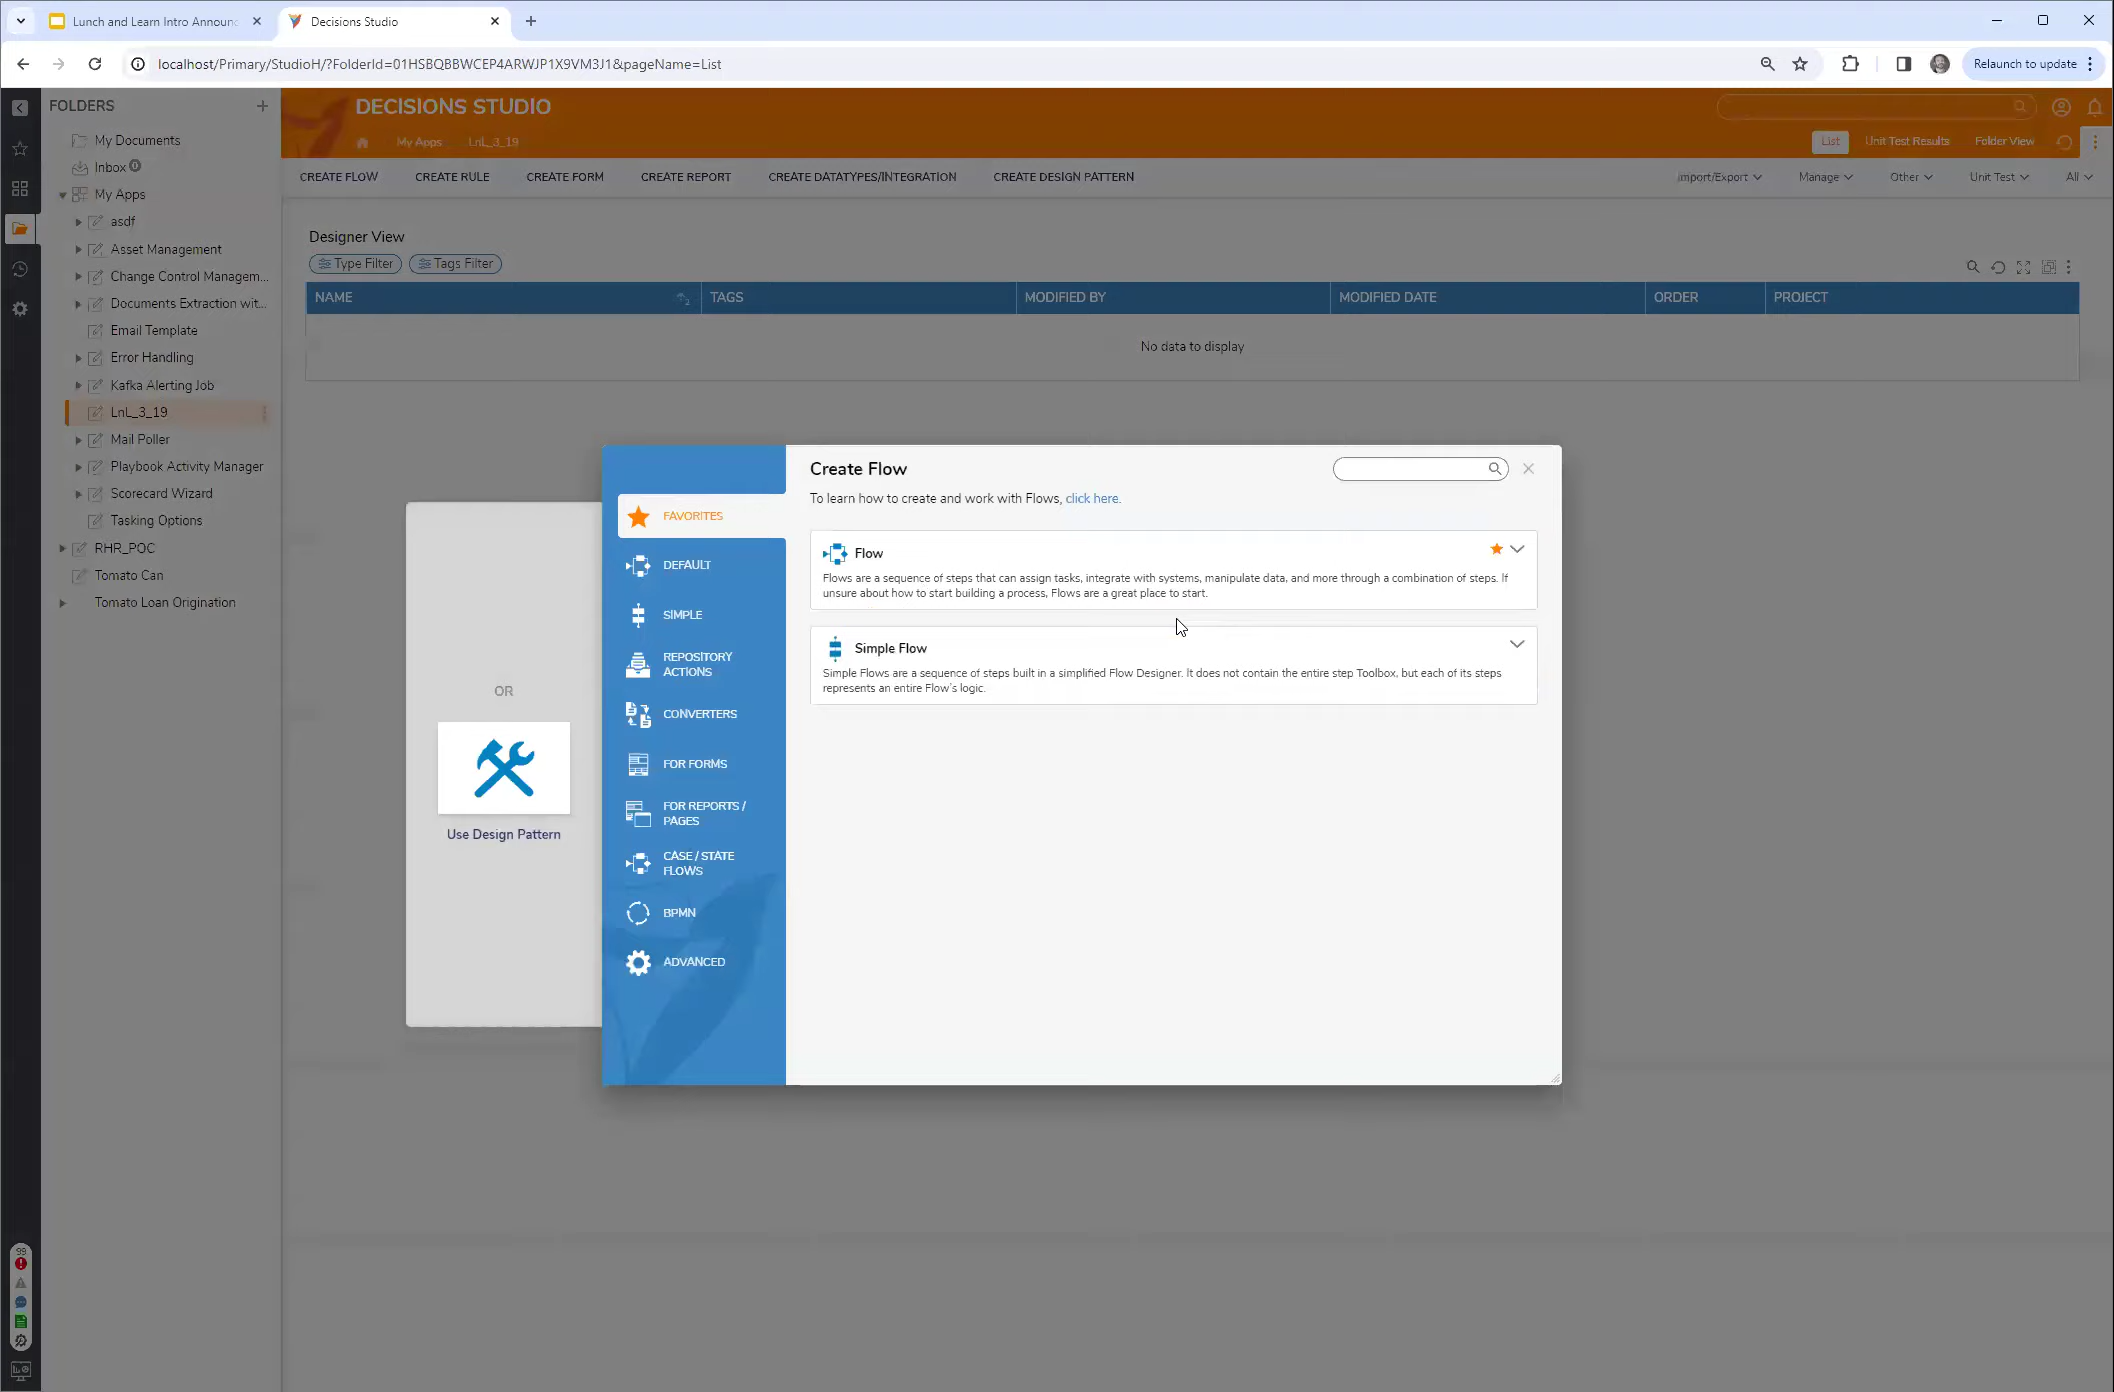 Lunch and Learn Intro Announc
Decisions Studio
localhost/Primary/StudioH/?FolderId=01HSBQBBWCEP4ARWJP1X9VM3J1&pageName=List
Relaunch to update
FOLDERS
My Documents
Inbox 0
My Apps
asdf
Asset Management
Change Control Managem...
Documents Extraction wit...
Email Template
Error Handling
Kafka Alerting Job
LnL_3_19
Mail Poller
Playbook Activity Manager
Scorecard Wizard
Tasking Options
RHR_POC
Tomato Can
Tomato Loan Origination
99
DECISIONS STUDIO
My Apps
LnL_3_19
List
Unit Test Results
Folder View
CREATE FLOW
CREATE RULE
CREATE FORM
CREATE REPORT
CREATE DATATYPES/INTEGRATION
CREATE DESIGN PATTERN
Import/Export
Manage
Other
Unit Test
All
Designer View
Type Filter
Tags Filter
NAME
2
TAGS
MODIFIED BY
MODIFIED DATE
ORDER
PROJECT
No data to display
OR
Use Design Pattern
FAVORITES
DEFAULT
SIMPLE
REPOSITORY
ACTIONS
CONVERTERS
FOR FORMS
FOR REPORTS /
PAGES
CASE / STATE
FLOWS
BPMN
ADVANCED
Create Flow
To learn how to create and work with Flows, click here.
Flow
Flows are a sequence of steps that can assign tasks, integrate with systems, manipulate data, and more through a combination of steps. If
unsure about how to start building a process, Flows are a great place to start.
Simple Flow
Simple Flows are a sequence of steps built in a simplified Flow Designer. It does not contain the entire step Toolbox, but each of its steps
represents an entire Flow's logic.